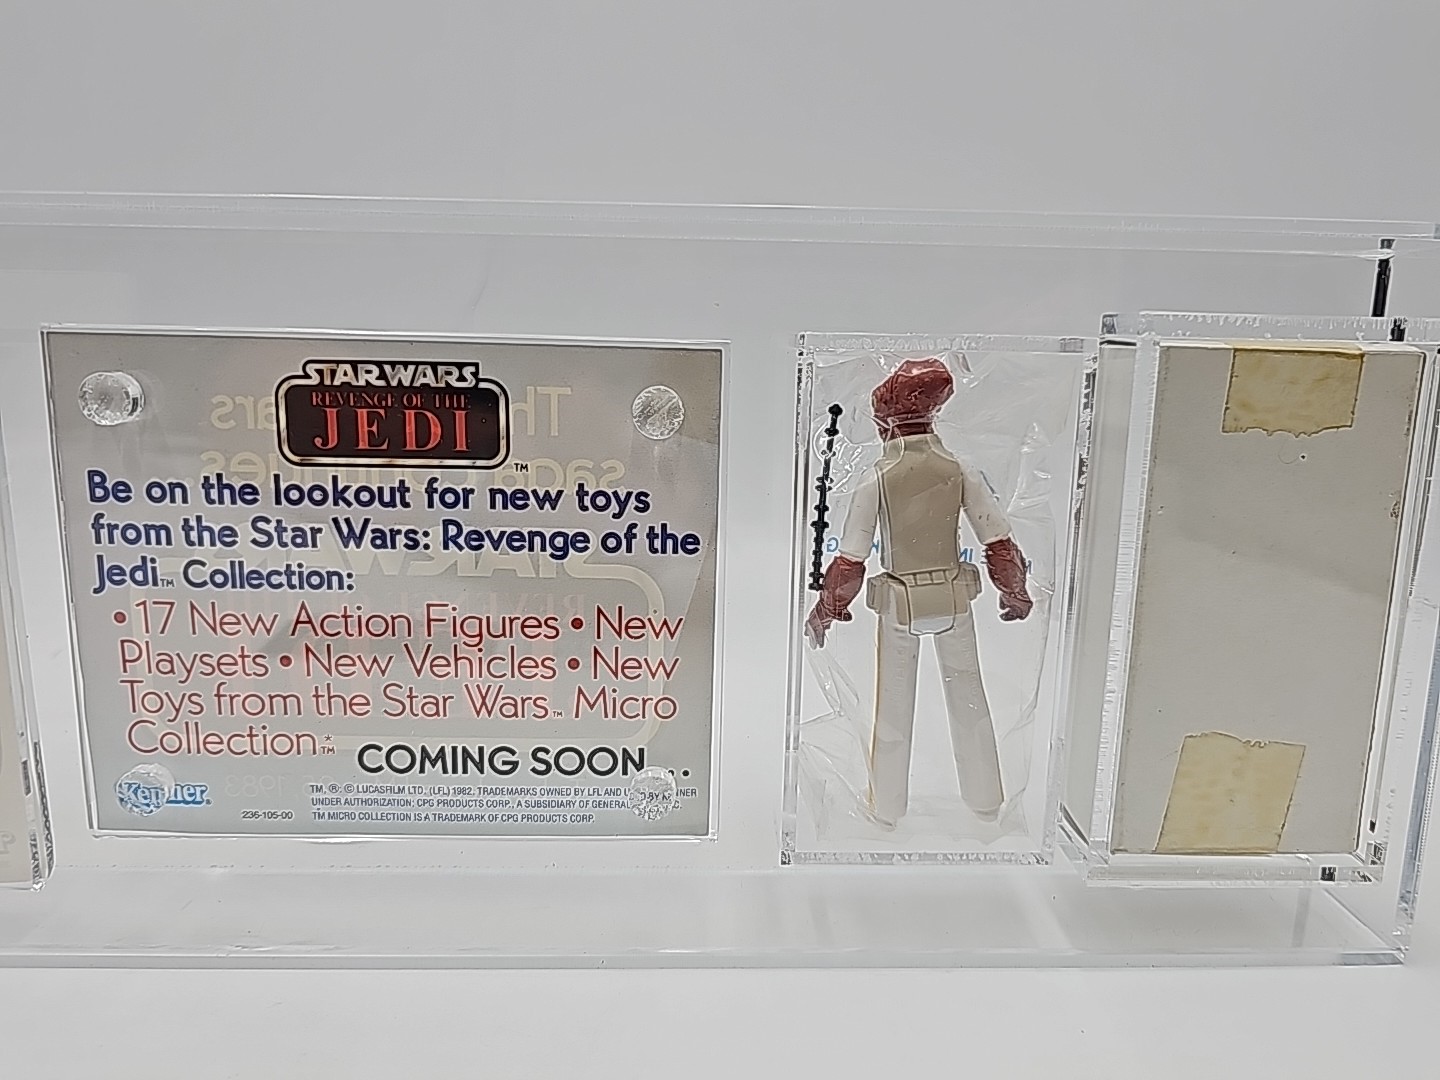 STAR WARS
REVENGE OF THE
JEDI
TM
Be on the lookout for new toys
from the Star Wars: Revenge of the
Jedi™ Collection:
• 17 New Action Figures • New
Playsets • New Vehicles • New
Toys from the Star Wars™ Micro
Collection*™
COMING SOON...
Kenner
TM, ®, © LUCASFILM LTD. (LFL) 1982. TRADEMARKS OWNED BY LFL AND
UNDER AUTHORIZATION: CPG PRODUCTS CORP., A SUBSIDIARY OF GENERAL
236-105-00
TM MICRO COLLECTION IS A TRADEMARK OF CPG PRODUCTS CORP.